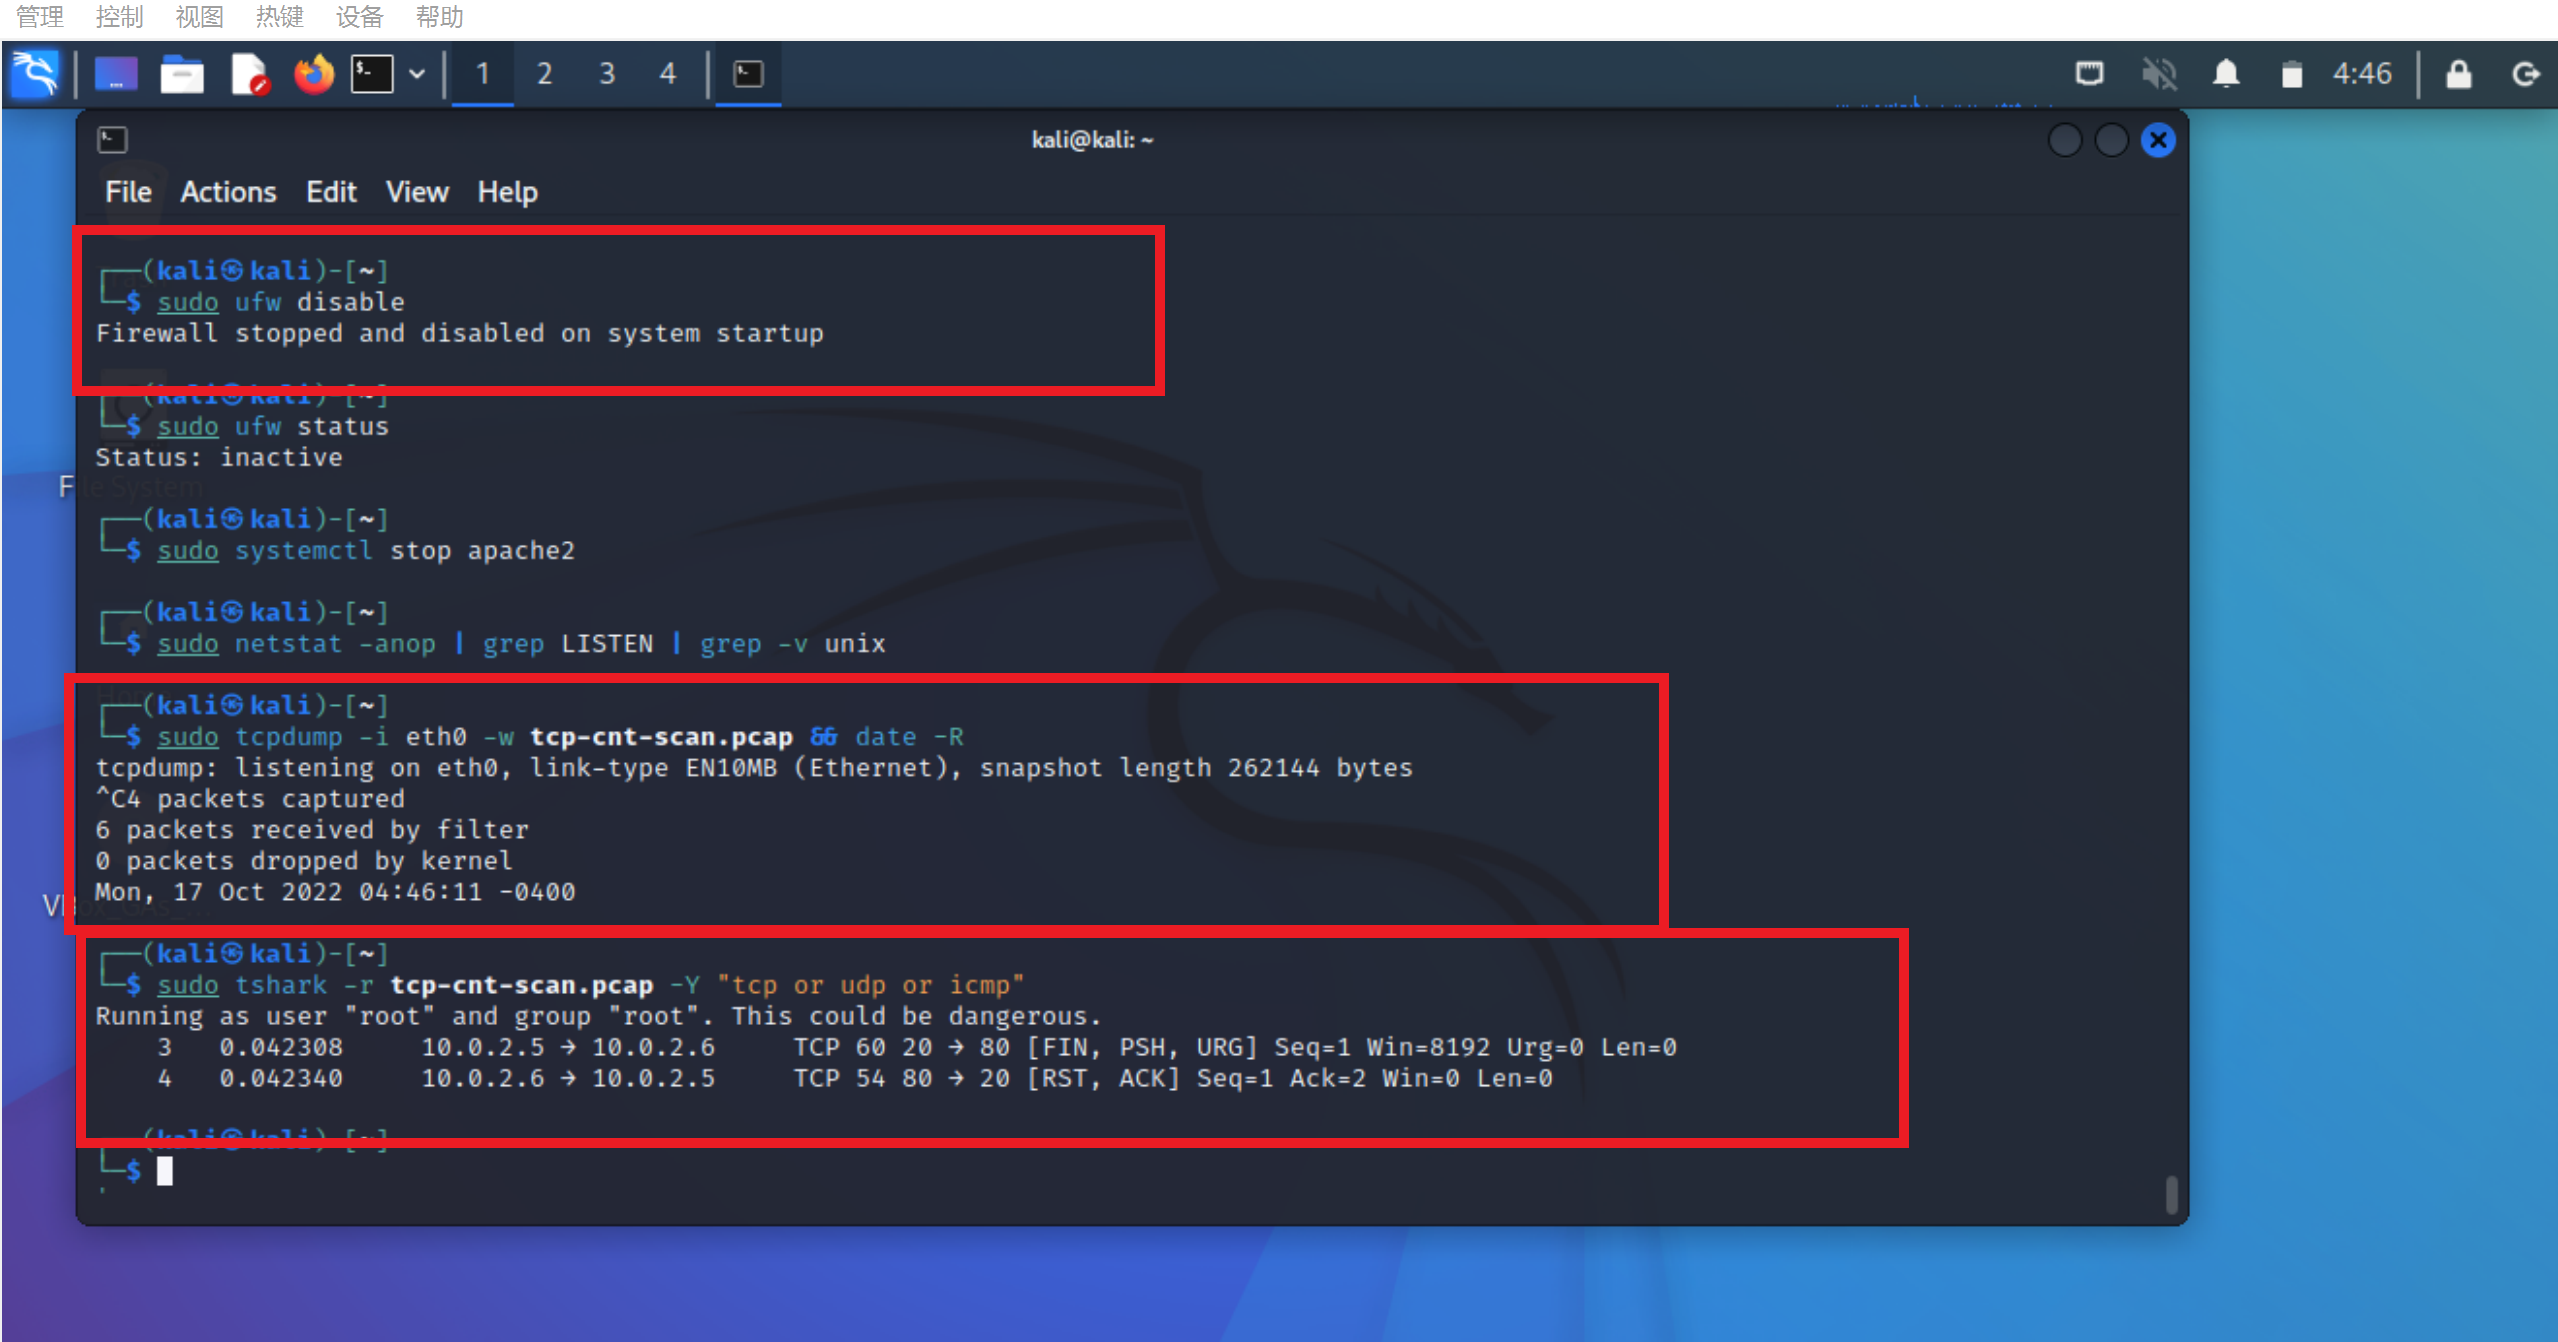 管理 控制 视图 热键 设备 帮助
1 2 3 4 4:46
kali@kali: ~
File Actions Edit View Help
┌──(kali㉿kali)-[~]
└─$ sudo ufw disable
Firewall stopped and disabled on system startup
┌──(kali㉿kali)-[~]
└─$ sudo ufw status
Status: inactive
File System
┌──(kali㉿kali)-[~]
└─$ sudo systemctl stop apache2
┌──(kali㉿kali)-[~]
└─$ sudo netstat -anop | grep LISTEN | grep -v unix
Home
┌──(kali㉿kali)-[~]
└─$ sudo tcpdump -i eth0 -w tcp-cnt-scan.pcap && date -R
tcpdump: listening on eth0, link-type EN10MB (Ethernet), snapshot length 262144 bytes
^C4 packets captured
6 packets received by filter
0 packets dropped by kernel
Mon, 17 Oct 2022 04:46:11 -0400
VBox_GAs_...
┌──(kali㉿kali)-[~]
└─$ sudo tshark -r tcp-cnt-scan.pcap -Y "tcp or udp or icmp"
Running as user "root" and group "root". This could be dangerous.
3 0.042308 10.0.2.5 → 10.0.2.6 TCP 60 20 → 80 [FIN, PSH, URG] Seq=1 Win=8192 Urg=0 Len=0
4 0.042340 10.0.2.6 → 10.0.2.5 TCP 54 80 → 20 [RST, ACK] Seq=1 Ack=2 Win=0 Len=0
┌──(kali㉿kali)-[~]
└─$